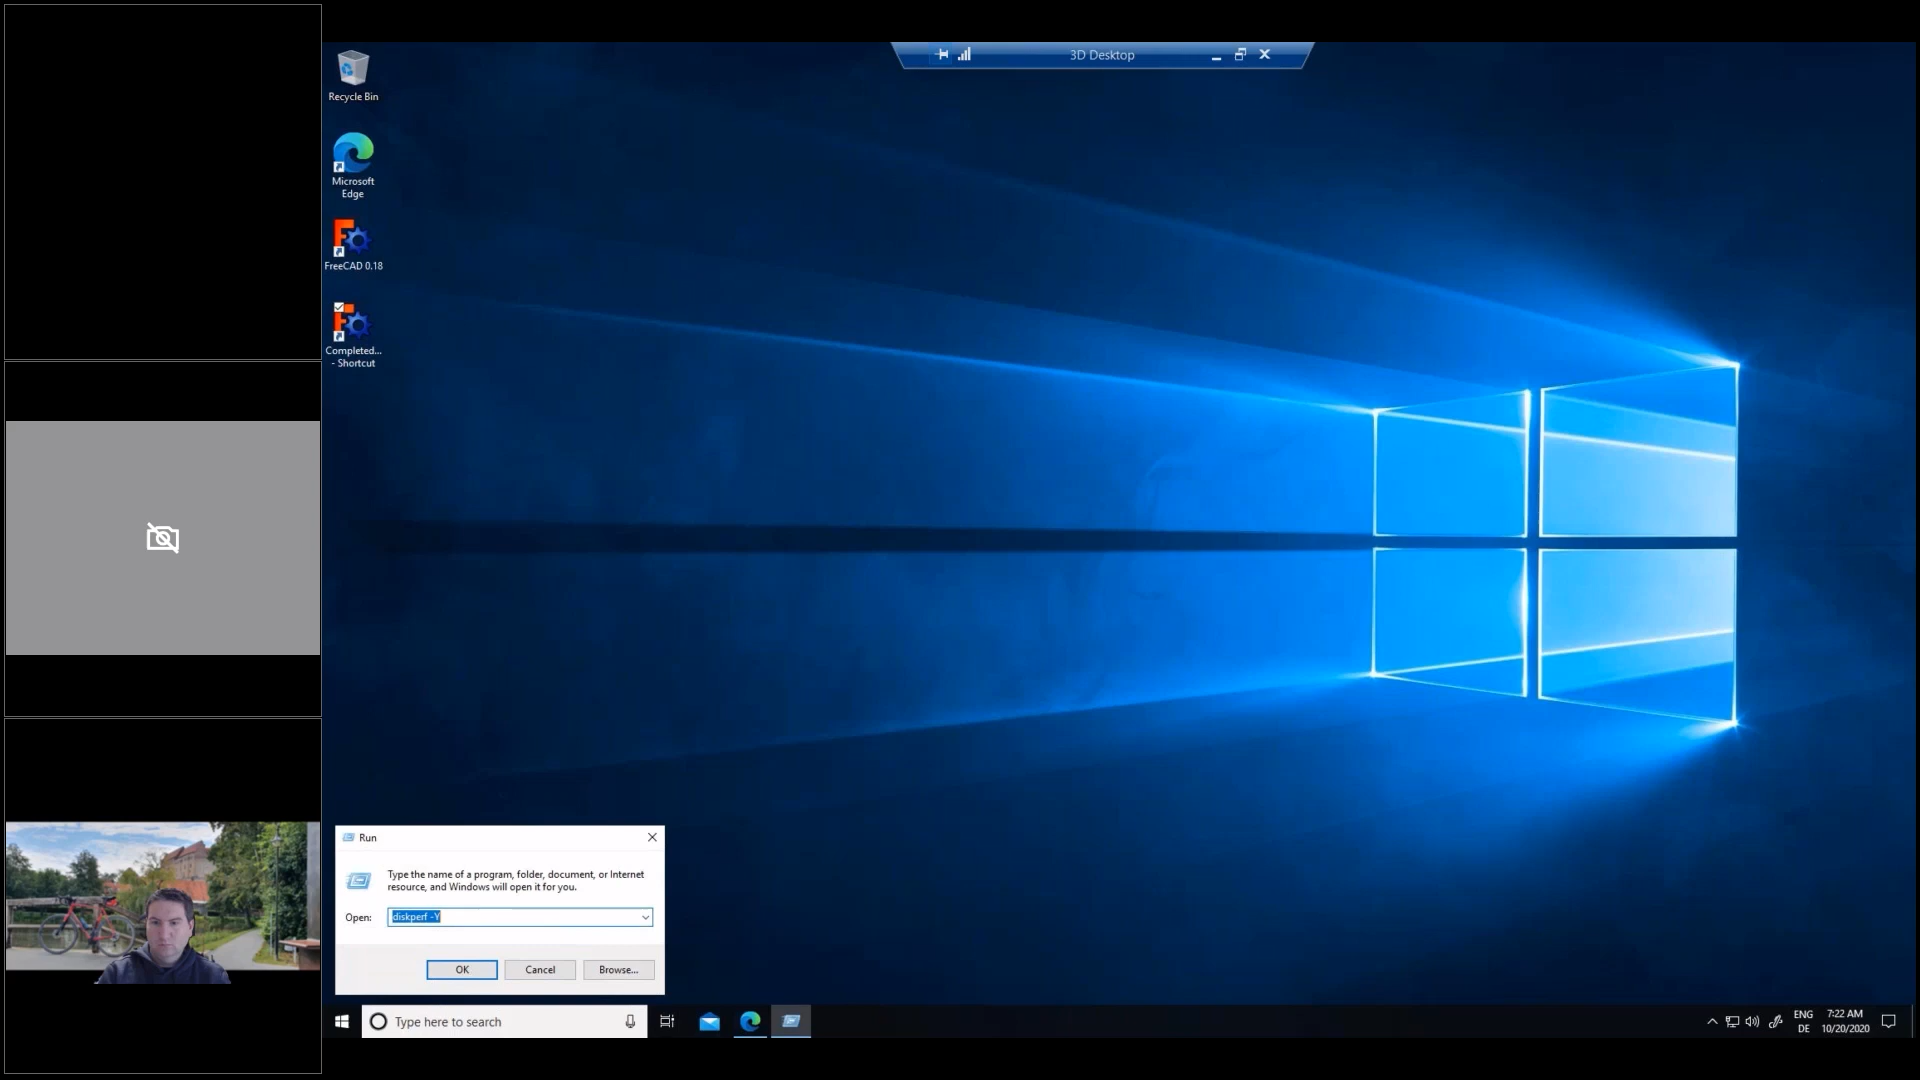 3D Desktop
Recycle Bin
Microsoft
Edge
FreeCAD 0.18
Completed...
- Shortcut
Run
Type the name of a program, folder, document, or Internet
resource, and Windows will open it for you.
Open:
diskperf -Y
OK
Cancel
Browse...
Type here to search
ENG
DE
7:22 AM
10/20/2020